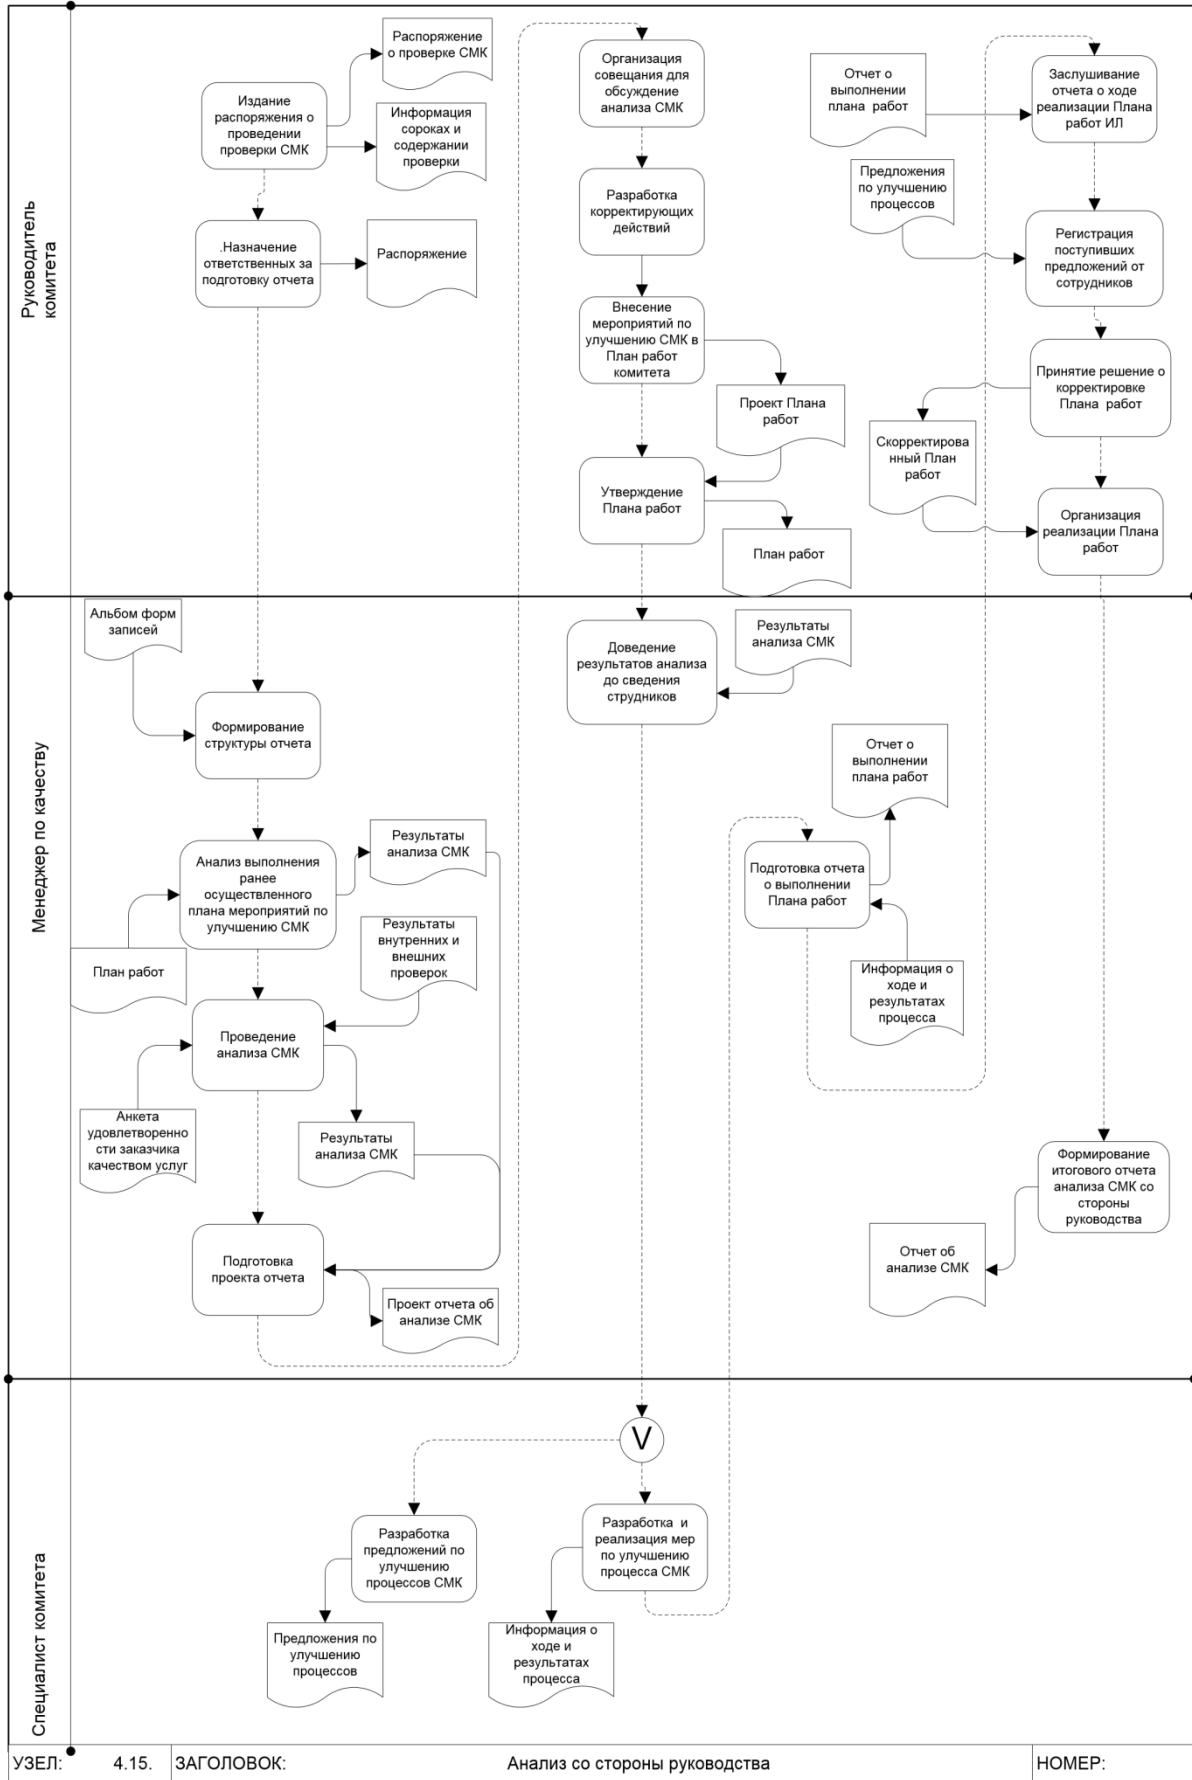 Руководитель
комитета
Издание
распоряжения о
проведении
проверки СМК
Распоряжение
о проверке СМК
Информация
сороках и
содержании
проверки
.Назначение
ответственных за
подготовку отчета
Распоряжение
Организация
совещания для
обсуждение
анализа СМК
Разработка
корректирующих
действий
Внесение
мероприятий по
улучшению СМК в
План работ
комитета
Проект Плана
работ
Утверждение
Плана работ
План работ
Отчет о
выполнении
плана работ
Заслушивание
отчета о ходе
реализации Плана
работ ИЛ
Предложения
по улучшению
процессов
Регистрация
поступивших
предложений от
сотрудников
Принятие решение о
корректировке
Плана работ
Скорректирова
нный План
работ
Организация
реализации Плана
работ
Менеджер по качеству
Альбом форм
записей
Формирование
структуры отчета
Анализ выполнения
ранее
осуществленного
плана мероприятий по
улучшению СМК
Результаты
анализа СМК
План работ
Результаты
внутренних и
внешних
проверок
Проведение
анализа СМК
Анкета
удовлетворенно
сти заказчика
качеством услуг
Результаты
анализа СМК
Подготовка
проекта отчета
Проект отчета об
анализе СМК
Доведение
результатов анализа
до сведения
струдников
Результаты
анализа СМК
Отчет о
выполнении
плана работ
Подготовка отчета
о выполнении
Плана работ
Информация о
ходе и
результатах
процесса
Формирование
итогового отчета
анализа СМК со
стороны
руководства
Отчет об
анализе СМК
Специалист комитета
V
Разработка
предложений по
улучшению
процессов СМК
Разработка и
реализация мер
по улучшению
процесса СМК
Предложения по
улучшению
процессов
Информация о
ходе и
результатах
процесса
УЗЕЛ: 4.15. ЗАГОЛОВОК: Анализ со стороны руководства НОМЕР: